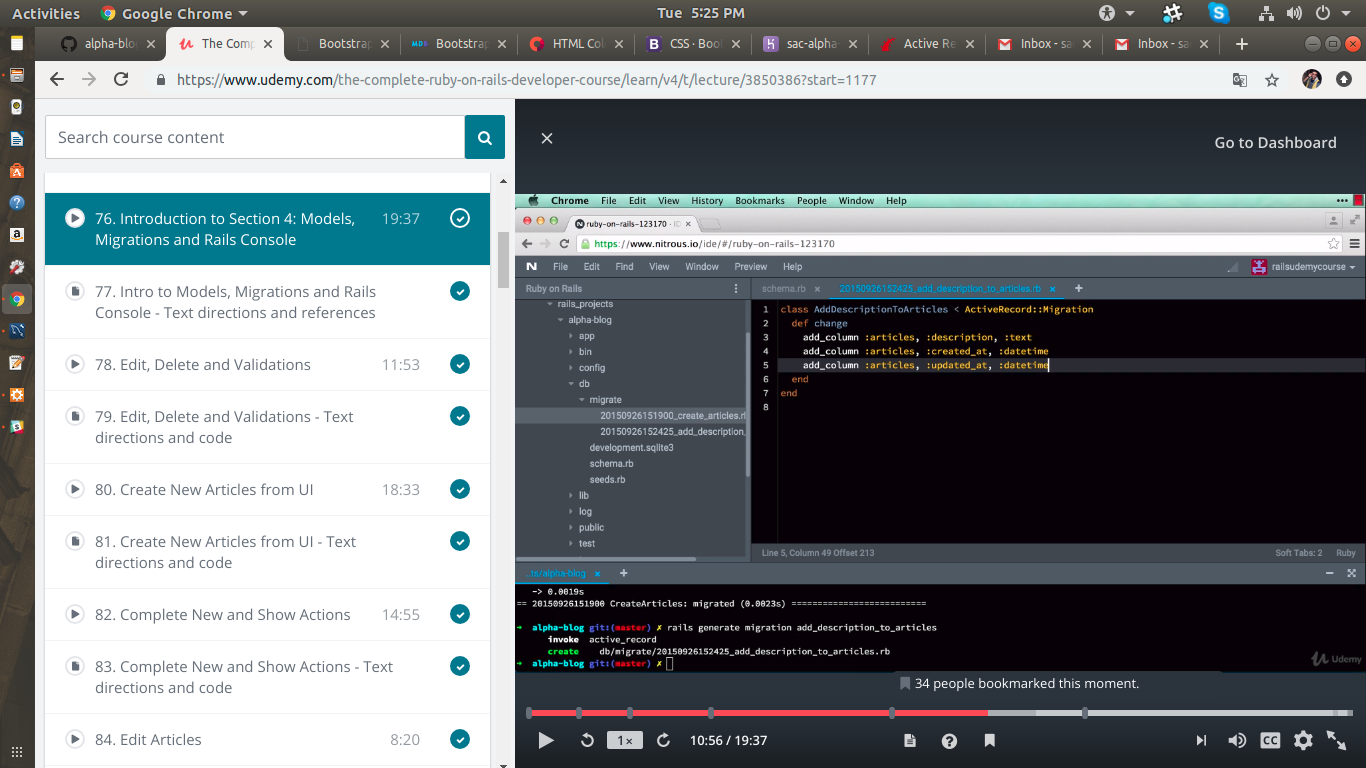 Activities Google Chrome Tue 5:25 PM
alpha-blo The Comp Bootstrap MDB Bootstrap HTML Col B CSS · Boo sac-alpha Active Re Inbox - sa Inbox - sa
https://www.udemy.com/the-complete-ruby-on-rails-developer-course/learn/v4/t/lecture/3850386?start=1177
Search course content
76. Introduction to Section 4: Models, 19:37
Migrations and Rails Console
77. Intro to Models, Migrations and Rails
Console - Text directions and references
78. Edit, Delete and Validations 11:53
79. Edit, Delete and Validations - Text
directions and code
80. Create New Articles from UI 18:33
81. Create New Articles from UI - Text
directions and code
82. Complete New and Show Actions 14:55
83. Complete New and Show Actions - Text
directions and code
84. Edit Articles 8:20
Go to Dashboard
Chrome File Edit View History Bookmarks People Window Help
ruby-on-rails-123170 - ID
https://www.nitrous.io/ide/#/ruby-on-rails-123170
N File Edit Find View Window Preview Help railsudemycourse
Ruby on Rails
rails_projects
alpha-blog
app
bin
config
db
migrate
20150926151900_create_articles.r
20150926152425_add_description_
development.sqlite3
schema.rb
seeds.rb
lib
log
public
test
schema.rb × 20150926152425_add_description_to_articles.rb × +
1 class AddDescriptionToArticles < ActiveRecord::Migration
2 def change
3 add_column :articles, :description, :text
4 add_column :articles, :created_at, :datetime
5 add_column :articles, :updated_at, :datetime
6 end
7 end
8
Line 5, Column 49 Offset 213 Soft Tabs: 2 Ruby
..ts/alpha-blog × +
-> 0.0019s
== 20150926151900 CreateArticles: migrated (0.0023s) ==========================
→ alpha-blog git:(master) ✗ rails generate migration add_description_to_articles
invoke active_record
create db/migrate/20150926152425_add_description_to_articles.rb
→ alpha-blog git:(master) ✗
Udemy
34 people bookmarked this moment.
1× 10:56 / 19:37 CC